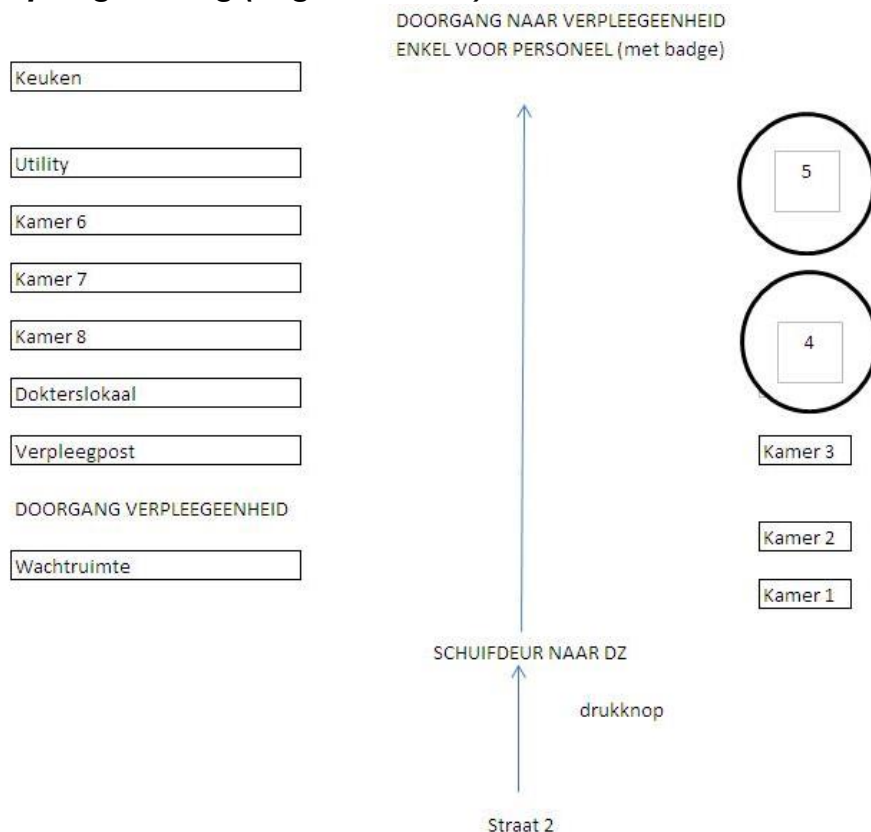 DOORGANG NAAR VERPLEEGEENHEID
ENKEL VOOR PERSONEEL (met badge)
Keuken
Utility
5
Kamer 6
Kamer 7
Kamer 8
4
Dokterslokaal
Verpleegpost
Kamer 3
DOORGANG VERPLEEGEENHEID
Kamer 2
Wachtruimte
Kamer 1
SCHUIFDEUR NAAR DZ
drukknop
Straat 2